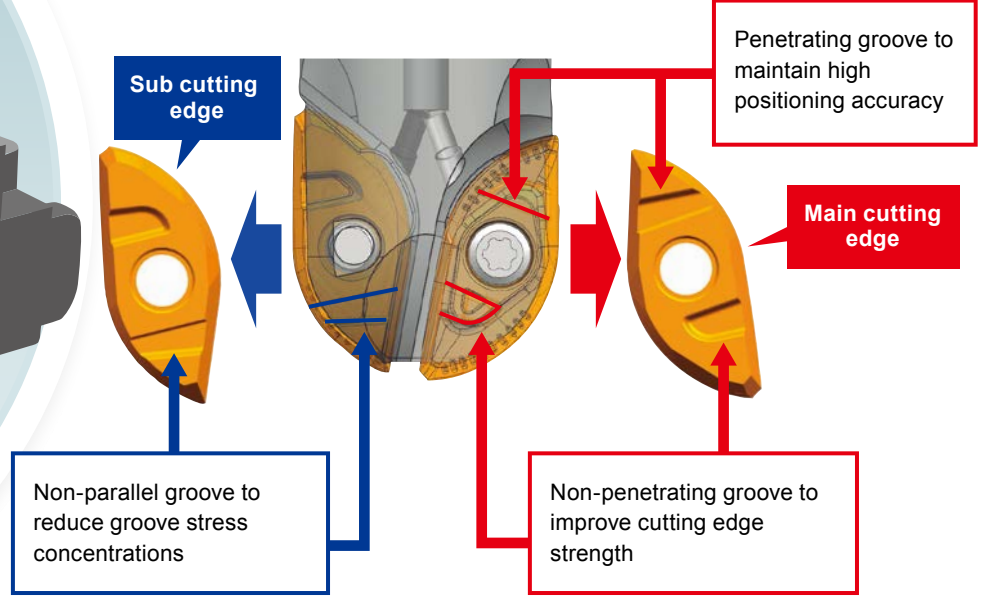 Penetrating groove to
maintain high
positioning accuracy
Sub cutting
edge
Main cutting
edge
Non-parallel groove to
reduce groove stress
concentrations
Non-penetrating groove to
improve cutting edge
strength